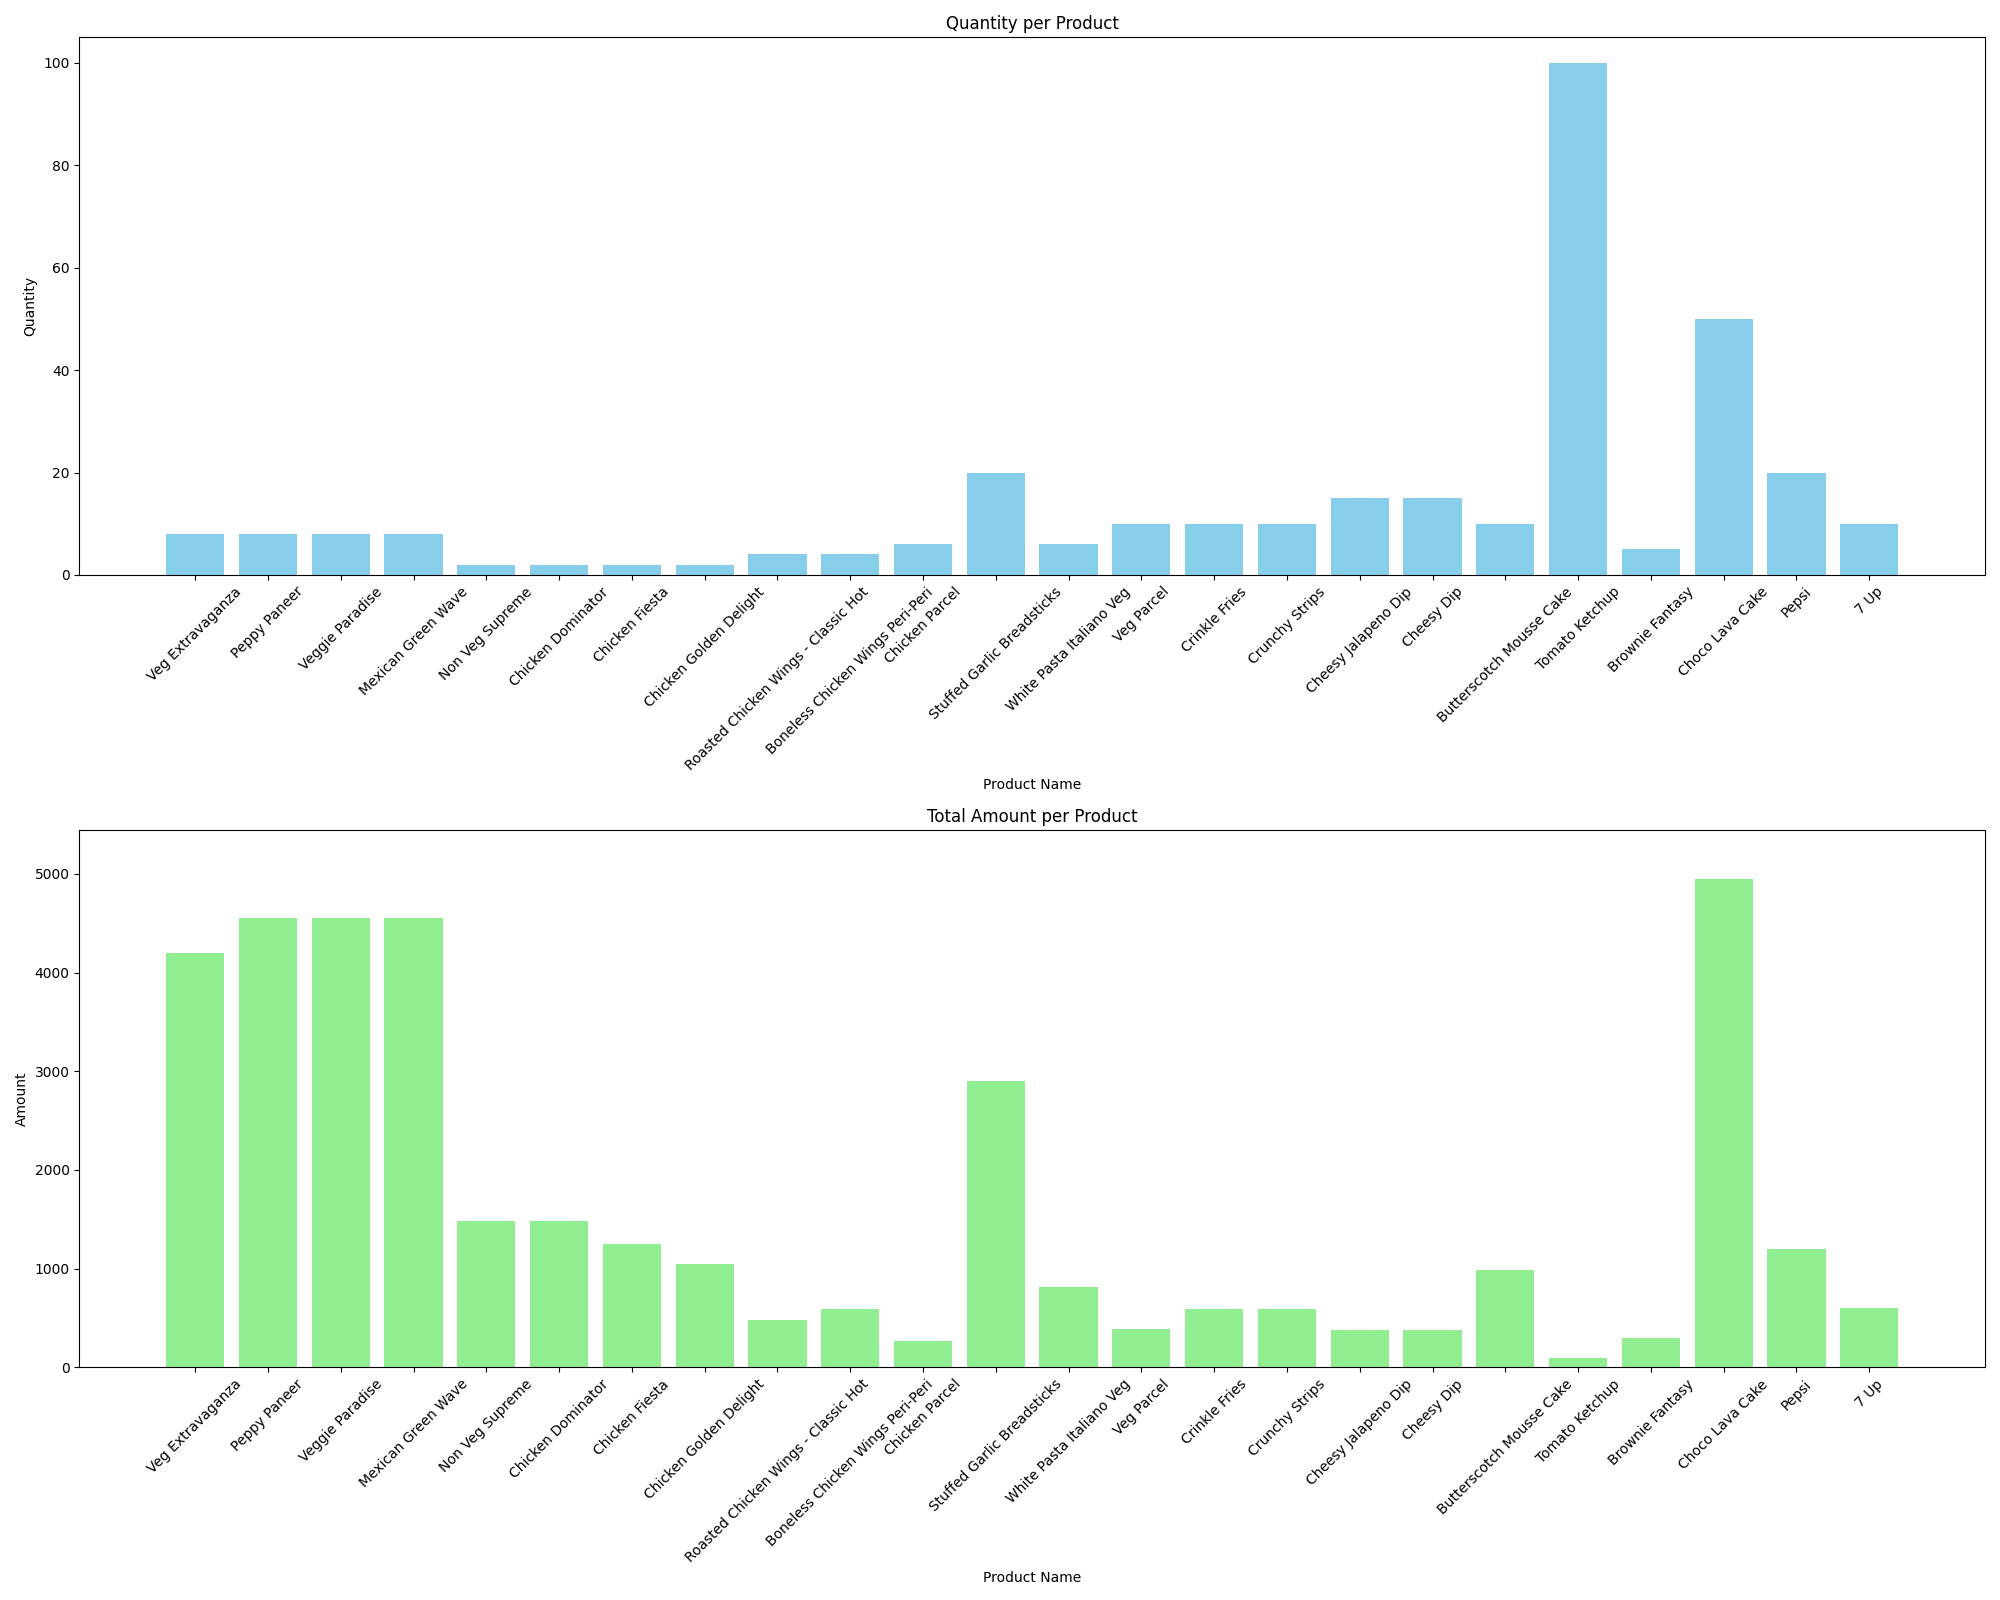 Quantity per Product
Quantity
100
80
60
40
20
0
Veg Extravaganza
Peppy Paneer
Veggie Paradise
Mexican Green Wave
Non Veg Supreme
Chicken Dominator
Chicken Fiesta
Chicken Golden Delight
Roasted Chicken Wings - Classic Hot
Boneless Chicken Wings Peri-Peri
Chicken Parcel
Stuffed Garlic Breadsticks
White Pasta Italiano Veg
Veg Parcel
Crinkle Fries
Crunchy Strips
Cheesy Jalapeno Dip
Cheesy Dip
Butterscotch Mousse Cake
Tomato Ketchup
Brownie Fantasy
Choco Lava Cake
Pepsi
7 Up
Product Name
Total Amount per Product
Amount
5000
4000
3000
2000
1000
0
Veg Extravaganza
Peppy Paneer
Veggie Paradise
Mexican Green Wave
Non Veg Supreme
Chicken Dominator
Chicken Fiesta
Chicken Golden Delight
Roasted Chicken Wings - Classic Hot
Boneless Chicken Wings Peri-Peri
Chicken Parcel
Stuffed Garlic Breadsticks
White Pasta Italiano Veg
Veg Parcel
Crinkle Fries
Crunchy Strips
Cheesy Jalapeno Dip
Cheesy Dip
Butterscotch Mousse Cake
Tomato Ketchup
Brownie Fantasy
Choco Lava Cake
Pepsi
7 Up
Product Name